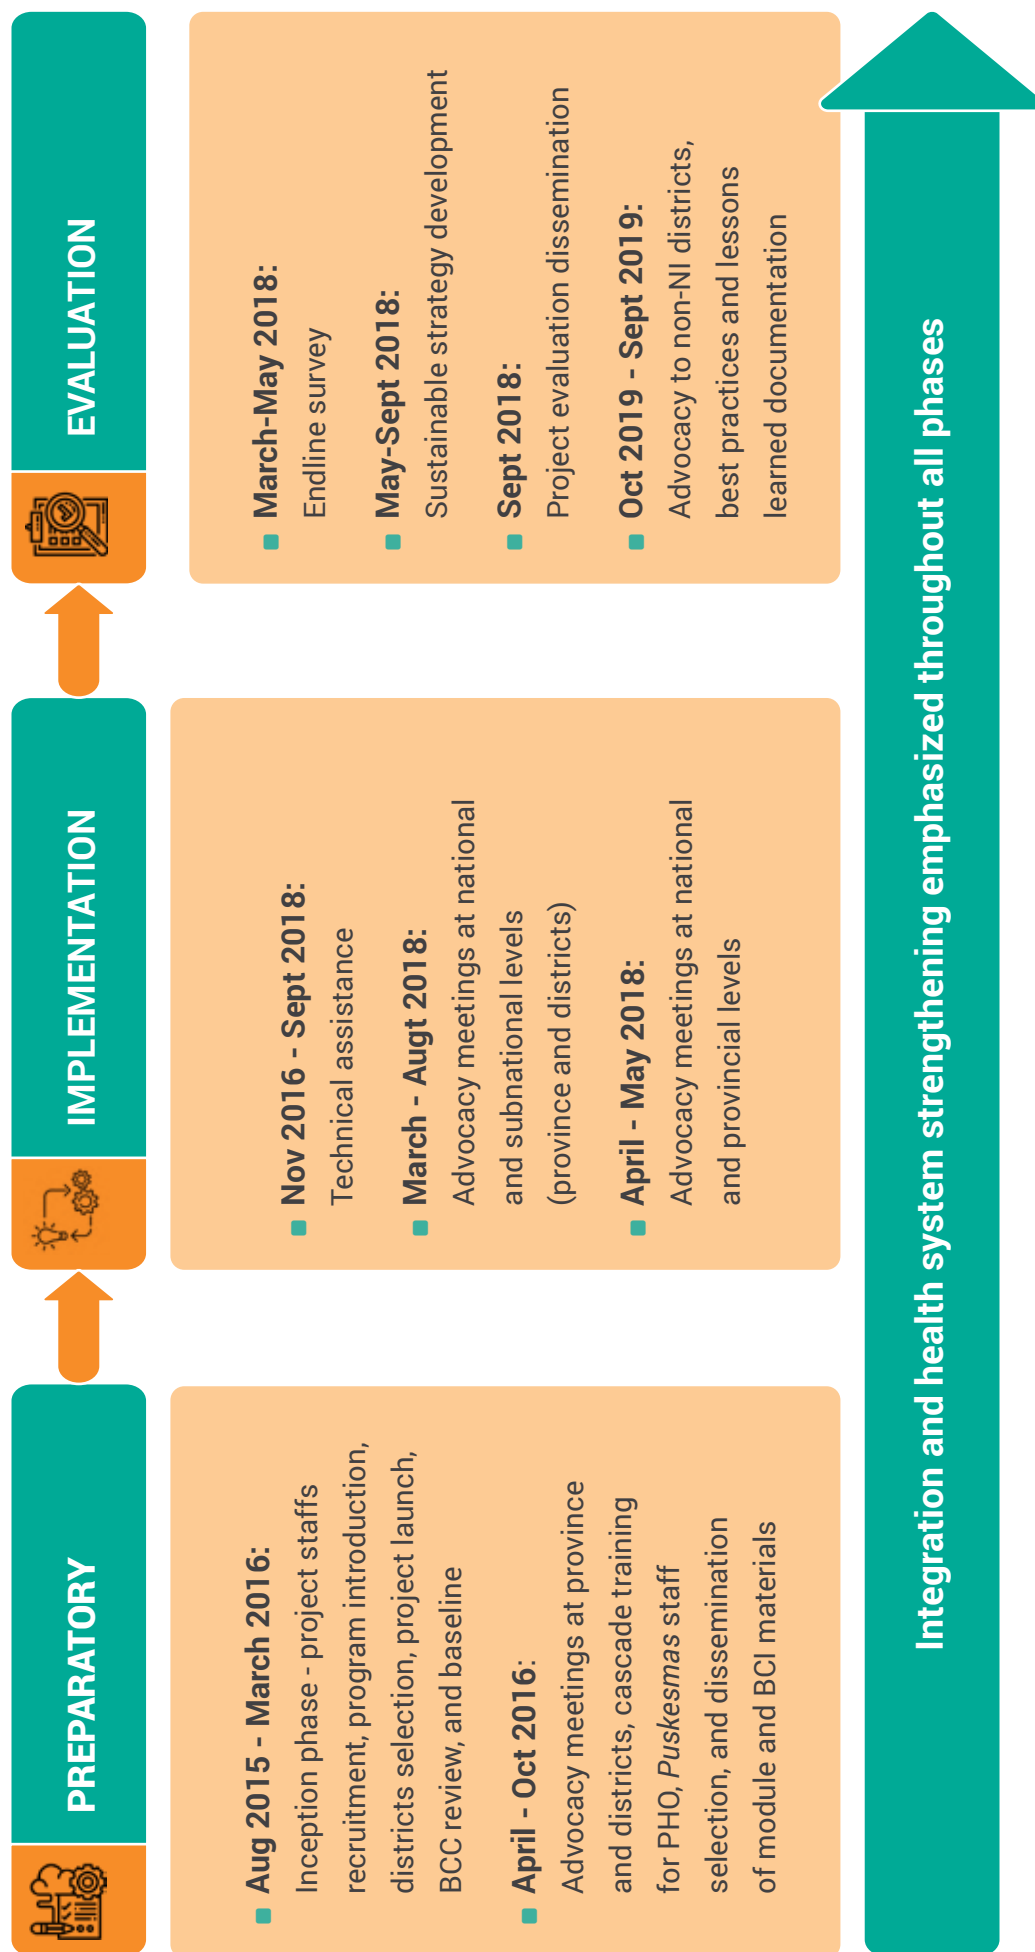 PREPARATORY
Aug 2015 - March 2016:
Inception phase - project staffs
recruitment, program introduction,
districts selection, project launch,
BCC review, and baseline
April - Oct 2016:
Advocacy meetings at province
and districts, cascade training
for PHO, Puskesmas staff
selection, and dissemination
of module and BCI materials
IMPLEMENTATION
Nov 2016 - Sept 2018:
Technical assistance
March - Augt 2018:
Advocacy meetings at national
and subnational levels
(province and districts)
April - May 2018:
Advocacy meetings at national
and provincial levels
EVALUATION
March-May 2018:
Endline survey
May-Sept 2018:
Sustainable strategy development
Sept 2018:
Project evaluation dissemination
Oct 2019 - Sept 2019:
Advocacy to non-NI districts,
best practices and lessons
learned documentation
Integration and health system strengthening emphasized throughout all phases